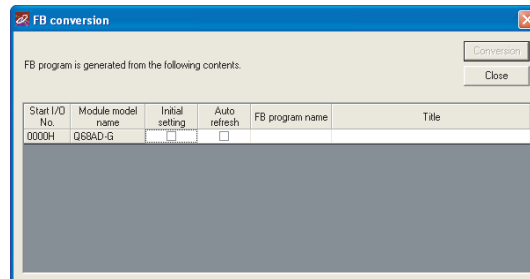 FB conversion
Conversion
FB program is generated from the following contents.
Close
Start I/O No. Module model name Initial setting Auto refresh FB program name Title
0000H Q68AD-G